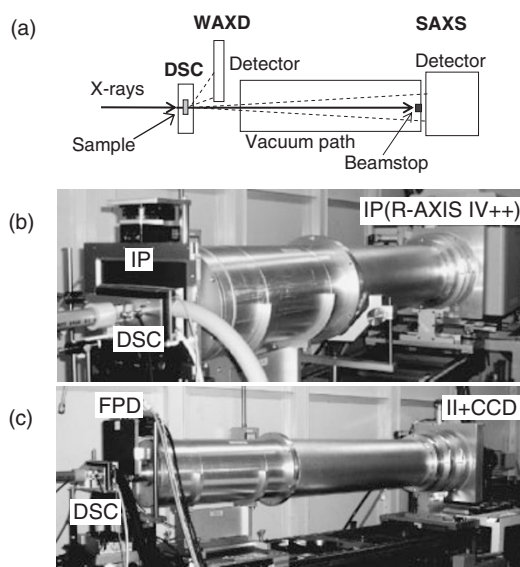 (a)
WAXD
SAXS
Detector
Detector
DSC
X-rays
Sample
Vacuum path
Beamstop
(b)
IP(R-AXIS IV++)
IP
DSC
(c)
FPD
II+CCD
DSC